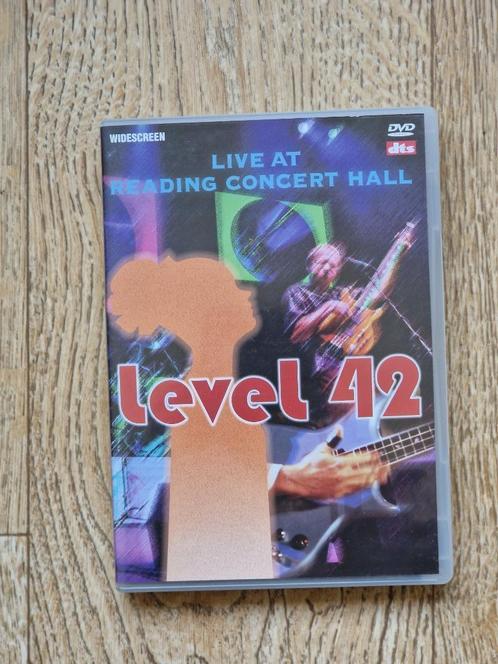 WIDESCREEN
DVD
dts
LIVE AT
READING CONCERT HALL
Level 42